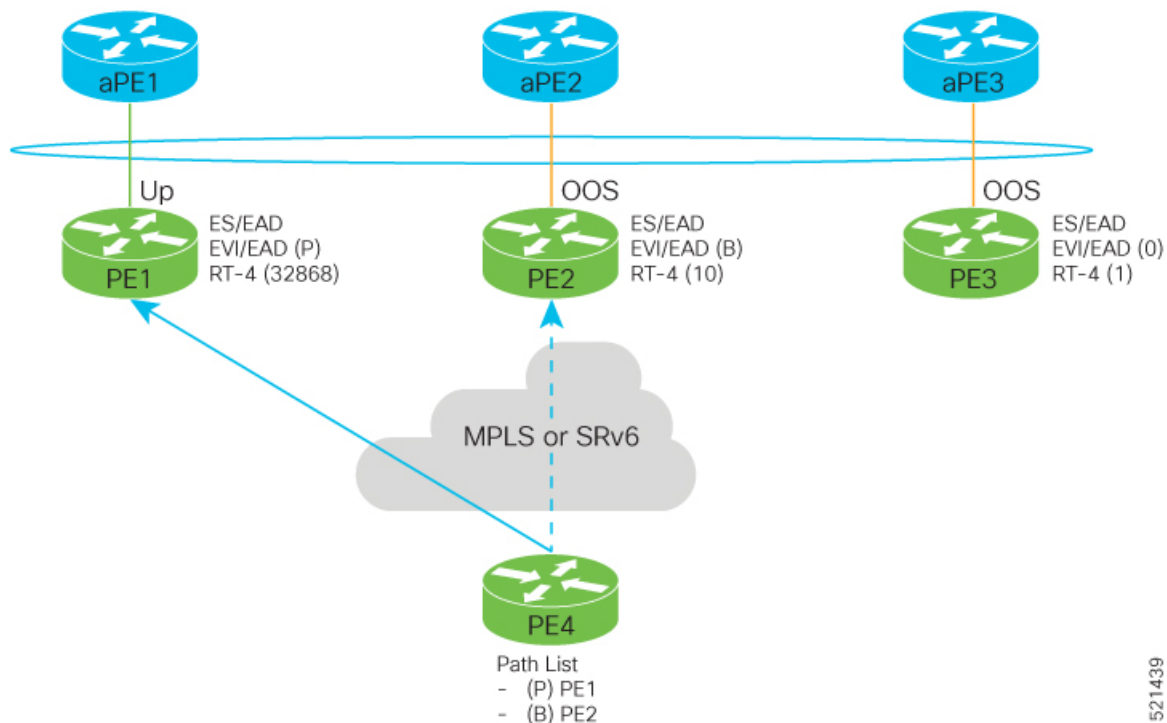 aPE1
aPE2
aPE3
Up
OOS
OOS
PE1
ES/EAD
EVI/EAD (P)
RT-4 (32868)
PE2
ES/EAD
EVI/EAD (B)
RT-4 (10)
PE3
ES/EAD
EVI/EAD (0)
RT-4 (1)
MPLS or SRv6
PE4
Path List
- (P) PE1
- (B) PE2
521439